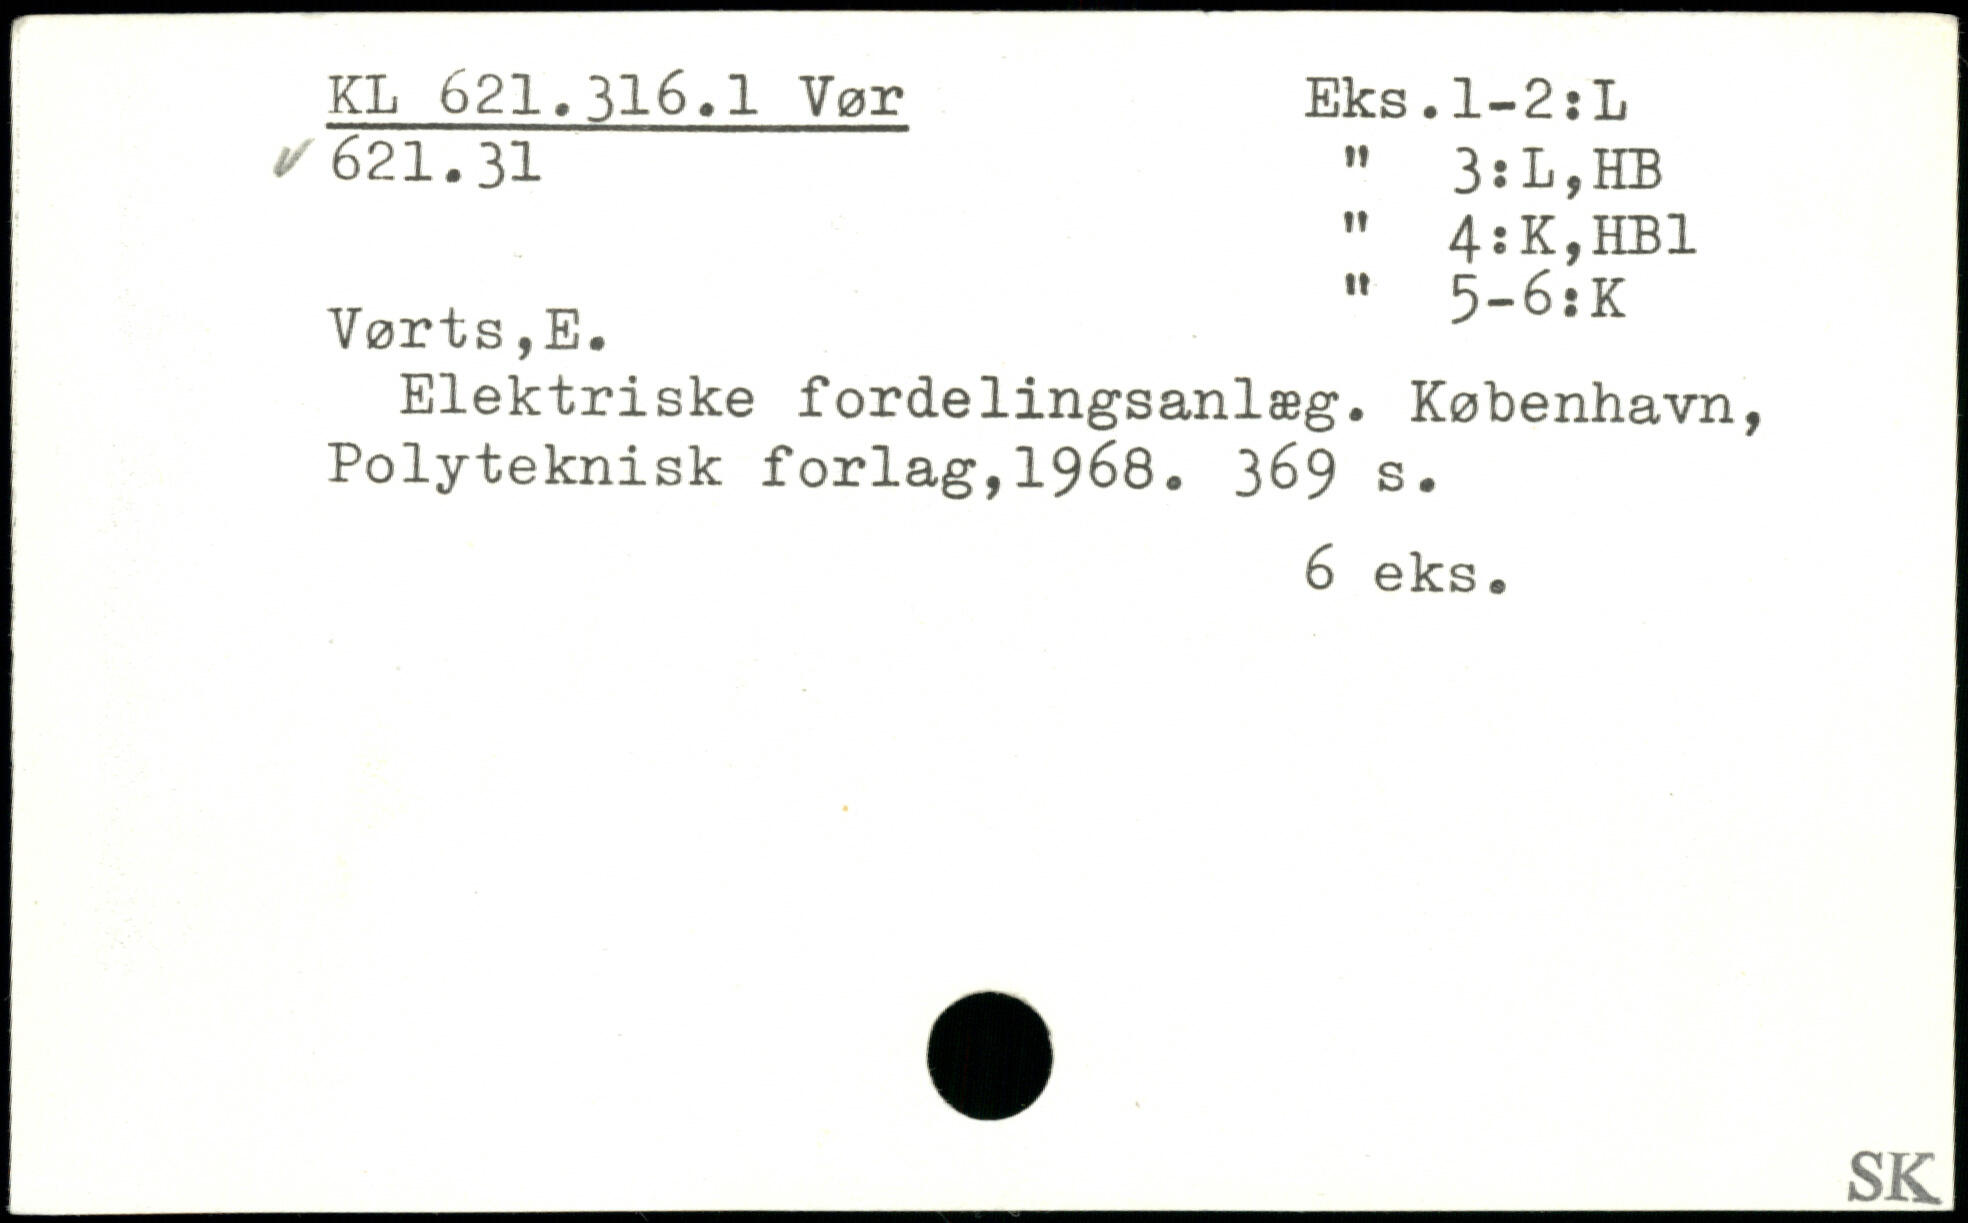 KL 621.316.1 Vør
✓ 621.31
Eks.1-2:L
" 3:L,HB
" 4:K,HB1
" 5-6:K
Vørts,E.
Elektriske fordelingsanlæg. København,
Polyteknisk forlag,1968. 369 s.
6 eks.
SK